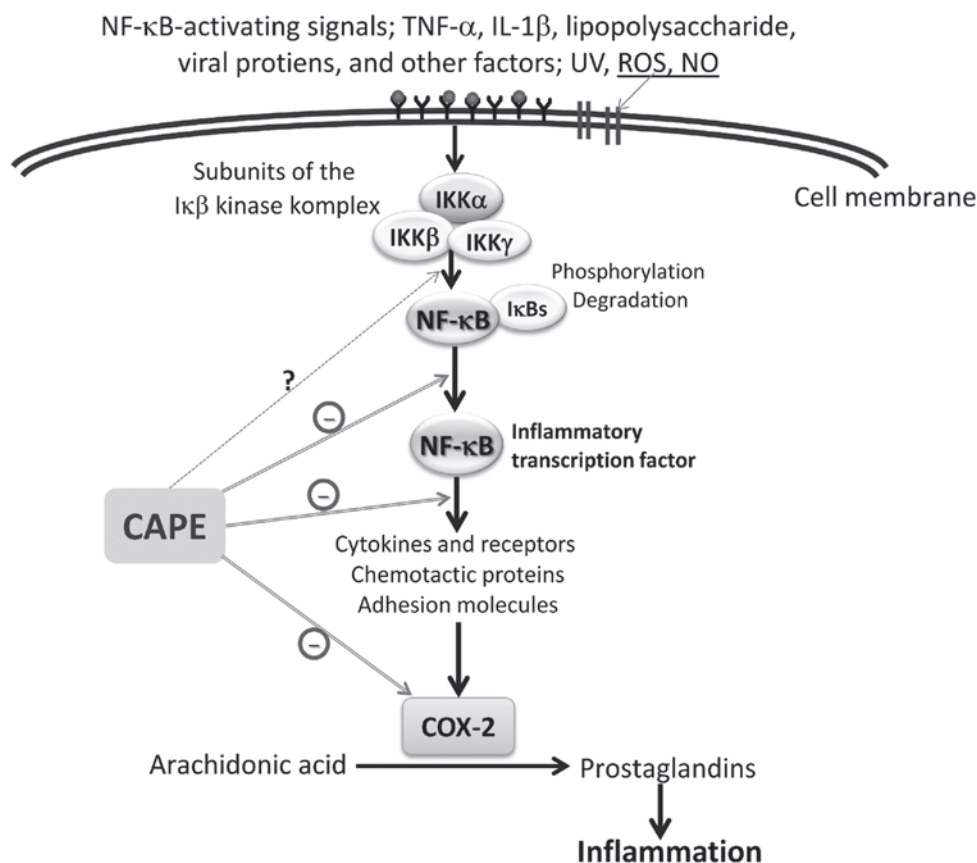 NF-κB-activating signals; TNF-α, IL-1β, lipopolysaccharide,
viral protiens, and other factors; UV, ROS, NO
Subunits of the
Iκβ kinase komplex
Cell membrane
IKKα
IKKβ
IKKγ
Phosphorylation
Degradation
NF-κB
IκBs
?
−
NF-κB
Inflammatory
transcription factor
−
CAPE
Cytokines and receptors
Chemotactic proteins
Adhesion molecules
−
COX-2
Arachidonic acid
Prostaglandins
Inflammation